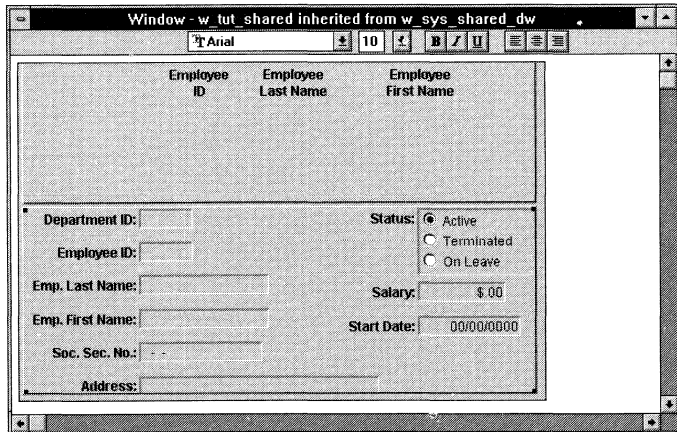 Window - w_tut_shared inherited from w_sys_shared_dw
Arial 10 B I U
Employee ID
Employee Last Name
Employee First Name
Department ID:
Employee ID:
Emp. Last Name:
Emp. First Name:
Soc. Sec. No.: - -
Address:
Status: Active
Terminated
On Leave
Salary: $.00
Start Date: 00/00/0000